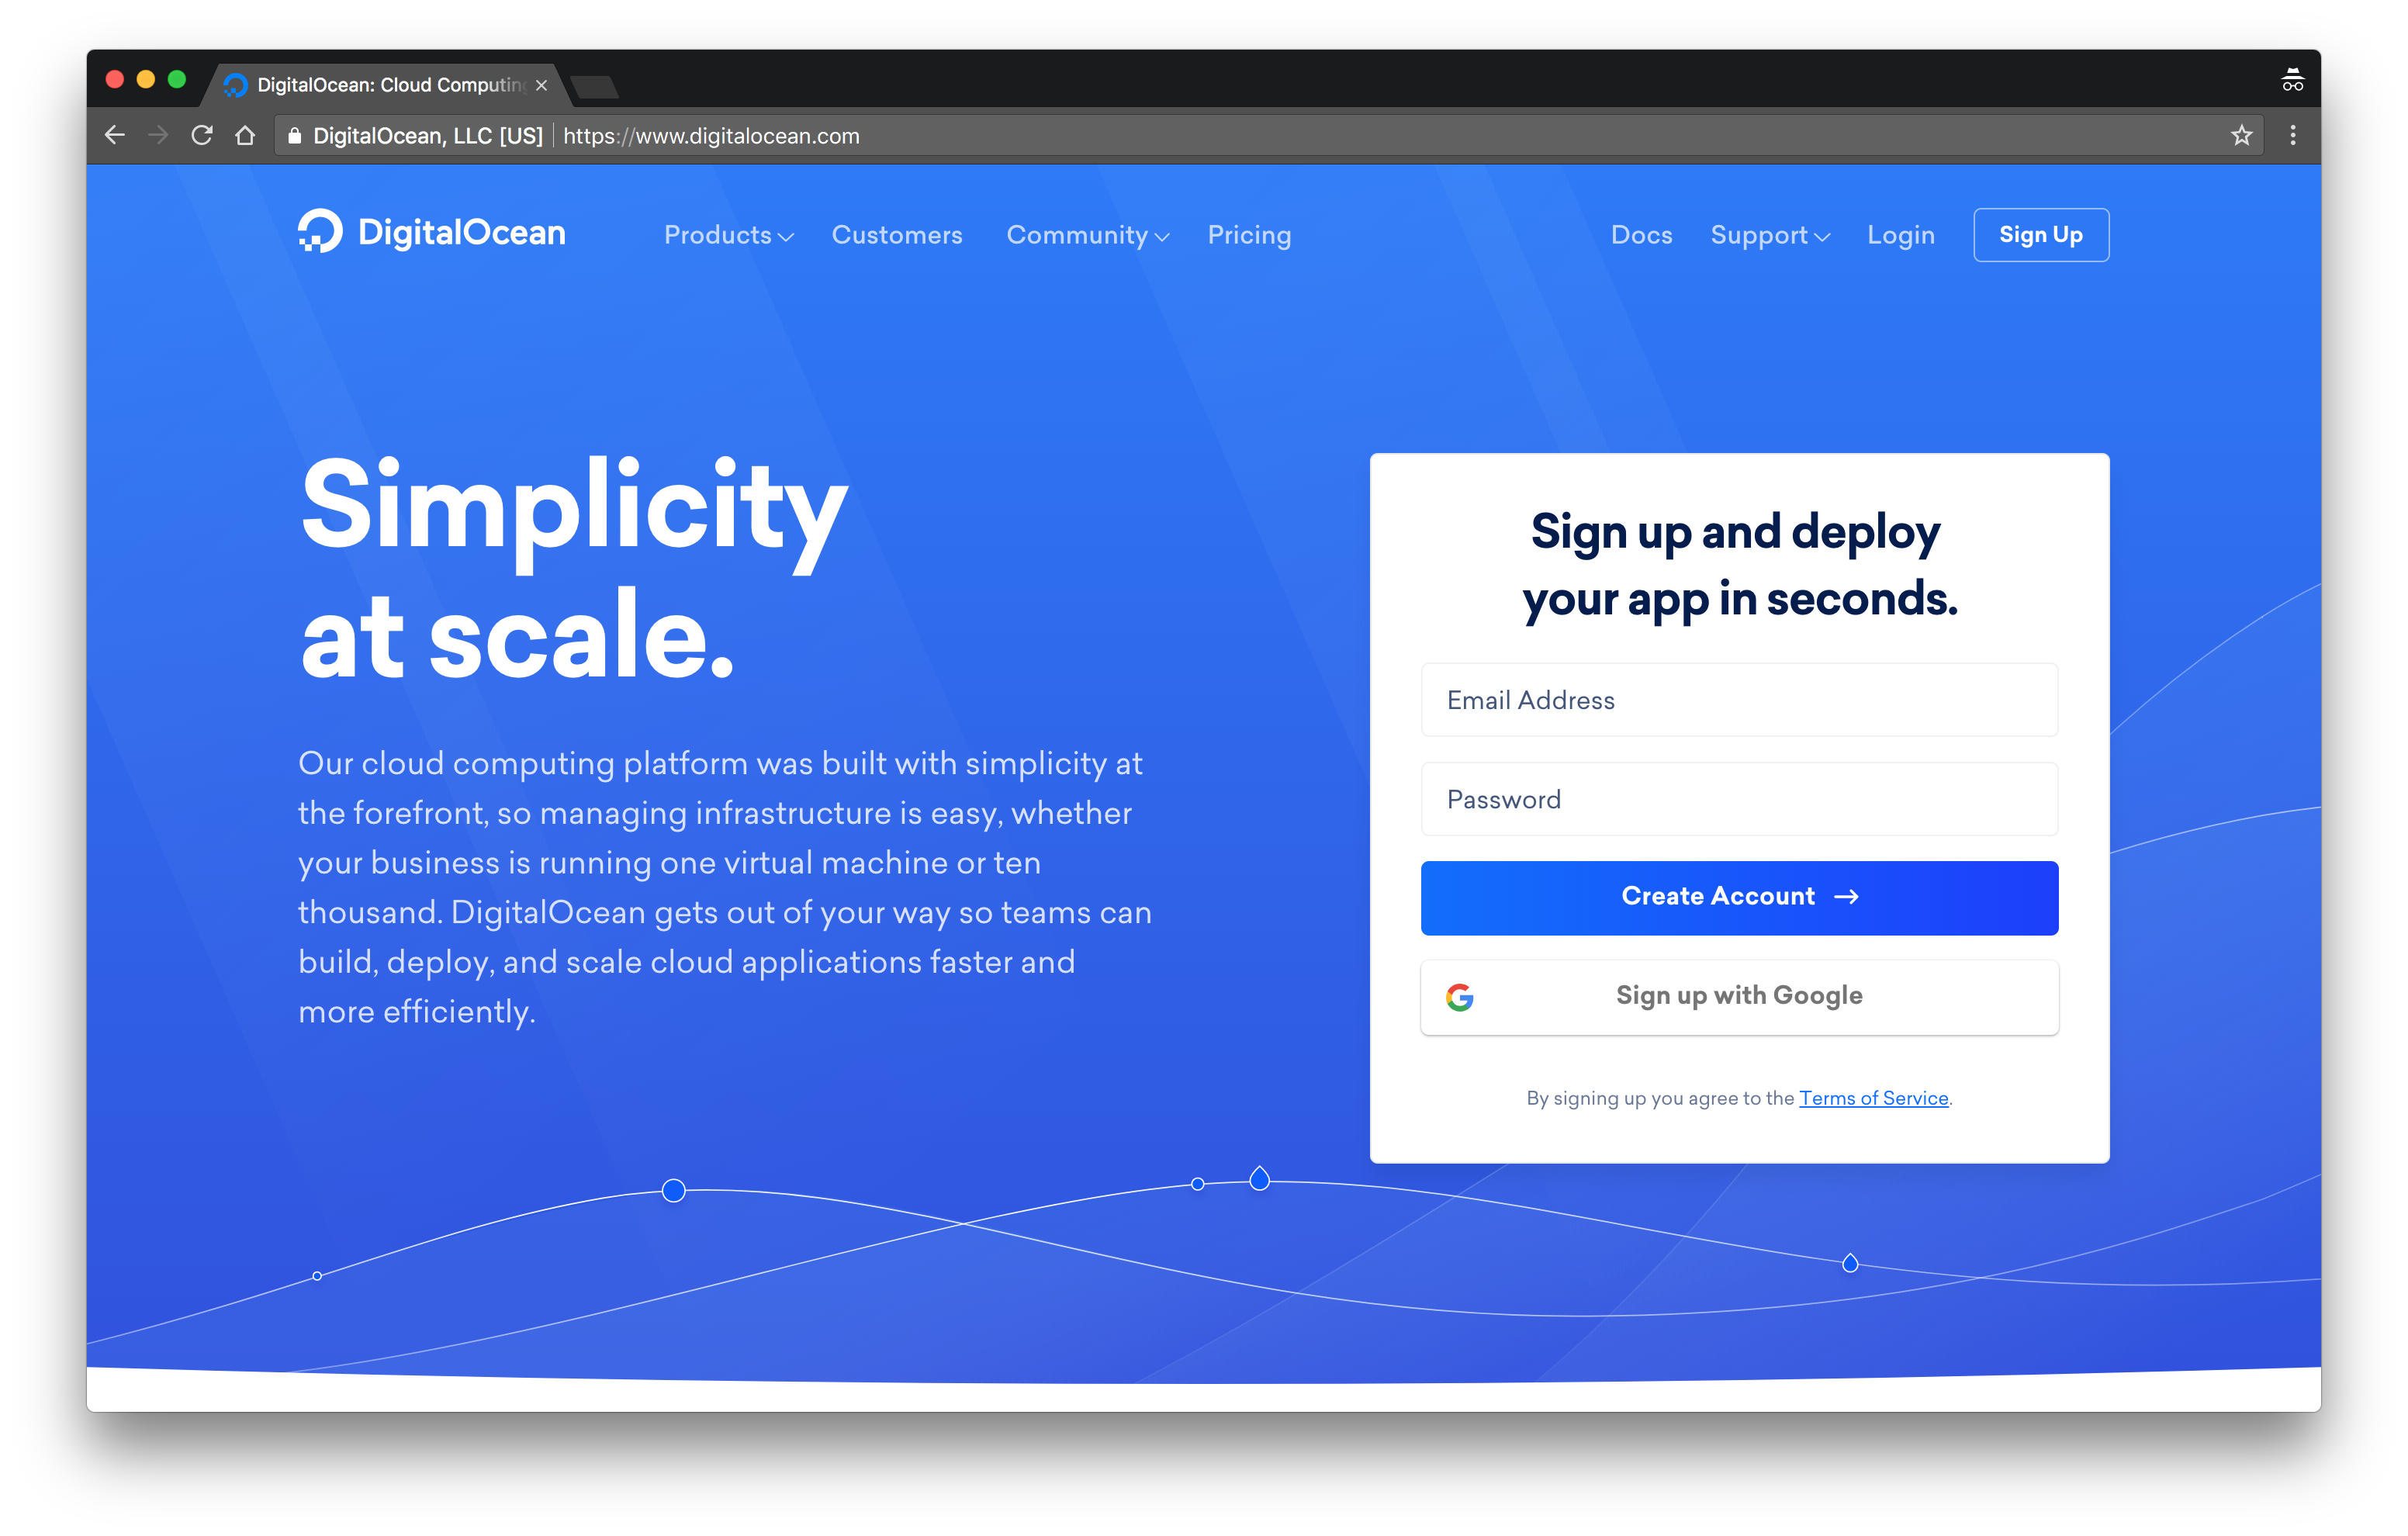 DigitalOcean: Cloud Computing
DigitalOcean, LLC [US] https://www.digitalocean.com
DigitalOcean Products Customers Community Pricing Docs Support Login Sign Up
Simplicity
at scale.
Our cloud computing platform was built with simplicity at
the forefront, so managing infrastructure is easy, whether
your business is running one virtual machine or ten
thousand. DigitalOcean gets out of your way so teams can
build, deploy, and scale cloud applications faster and
more efficiently.
Sign up and deploy
your app in seconds.
Email Address
Password
Create Account →
Sign up with Google
By signing up you agree to the Terms of Service.